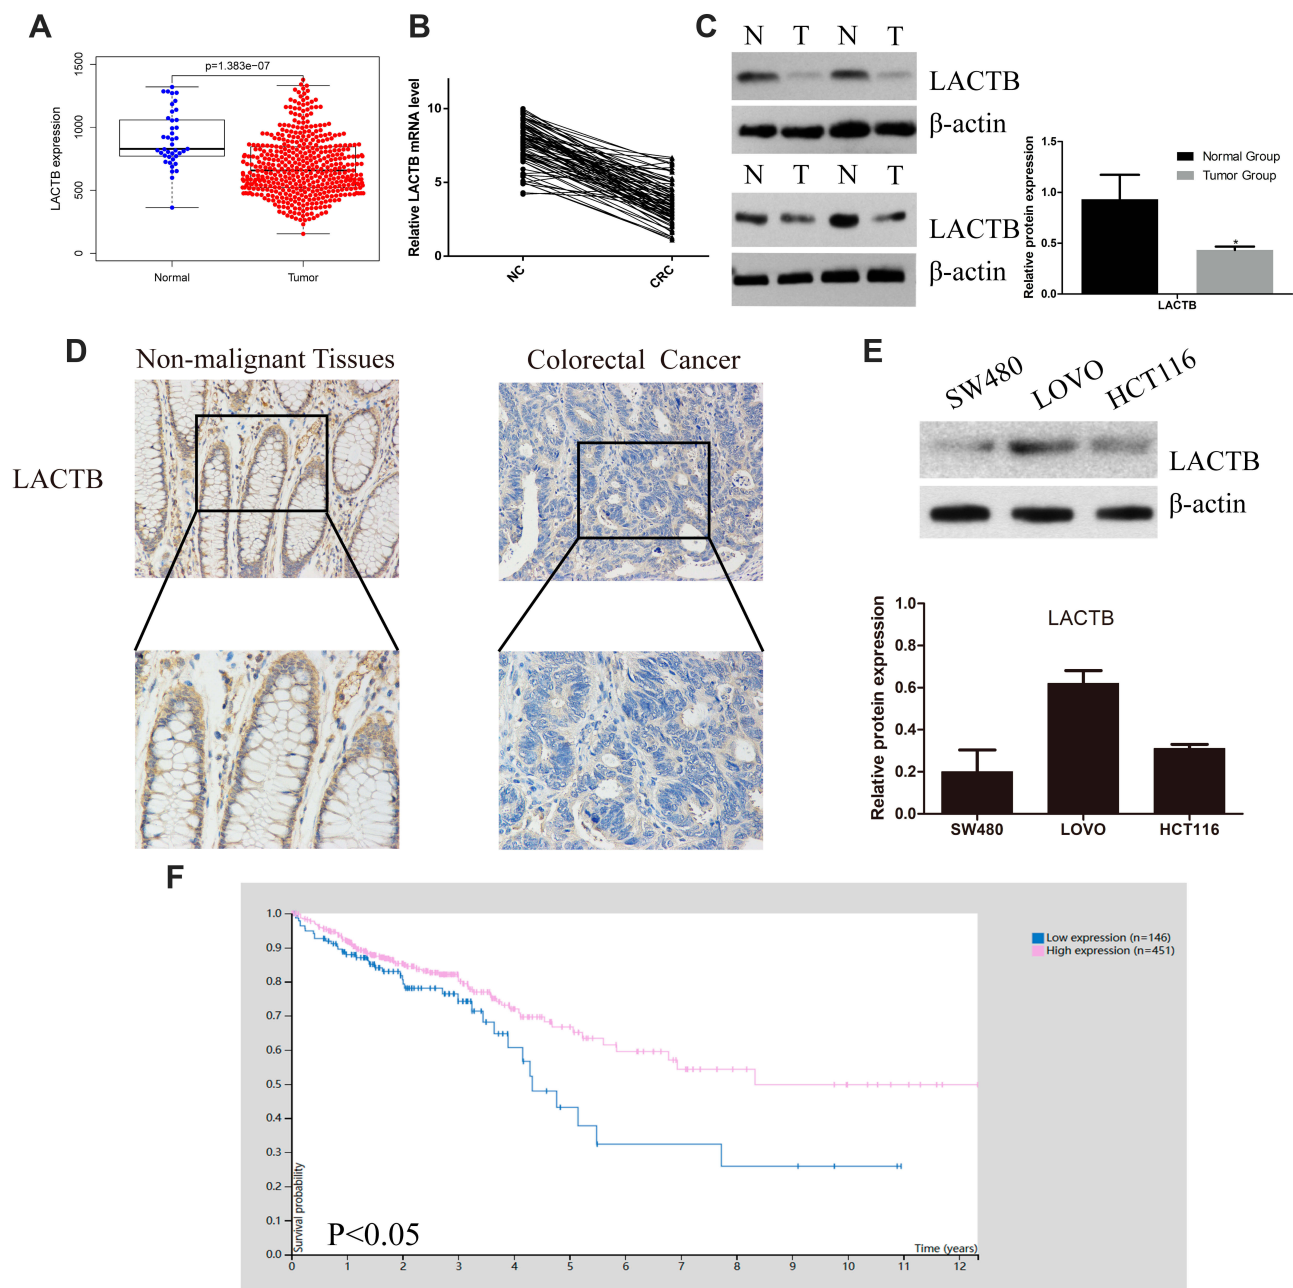 A
p=1.383e−07
LACTB expression
1500
1000
500
0
Normal
Tumor
B
Relative LACTB mRNA level
10
5
0
NC
CRC
C
N T N T
LACTB
β-actin
N T N T
LACTB
β-actin
Relative protein expression
1.5
1.0
0.5
0.0
Normal Group
Tumor Group
*
LACTB
D
Non-malignant Tissues
Colorectal Cancer
LACTB
E
SW480 LOVO HCT116
LACTB
β-actin
LACTB
Relative protein expression
1.0
0.8
0.6
0.4
0.2
0.0
SW480 LOVO HCT116
F
1.0
0.9
0.8
0.7
0.6
0.5
0.4
0.3
0.2
0.1
0.0
Survival probability
P<0.05
Time (years)
0 1 2 3 4 5 6 7 8 9 10 11 12
Low expression (n=146)
High expression (n=451)